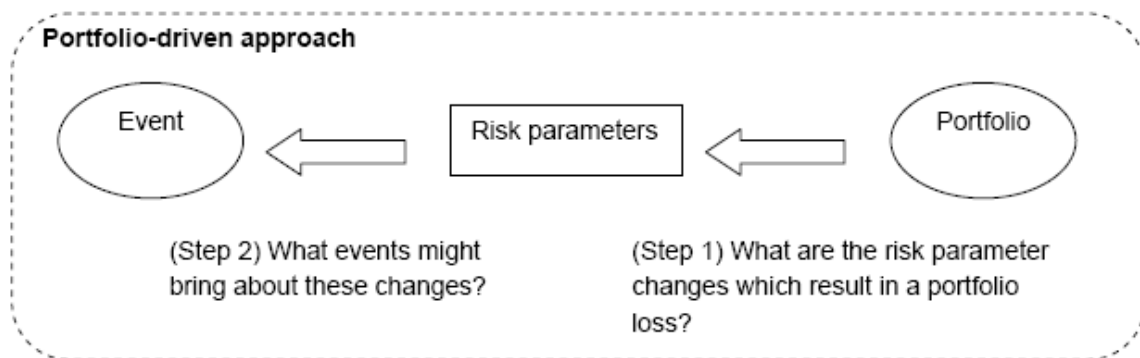 Portfolio-driven approach
Event
Risk parameters
Portfolio
(Step 2) What events might
bring about these changes?
(Step 1) What are the risk parameter
changes which result in a portfolio
loss?